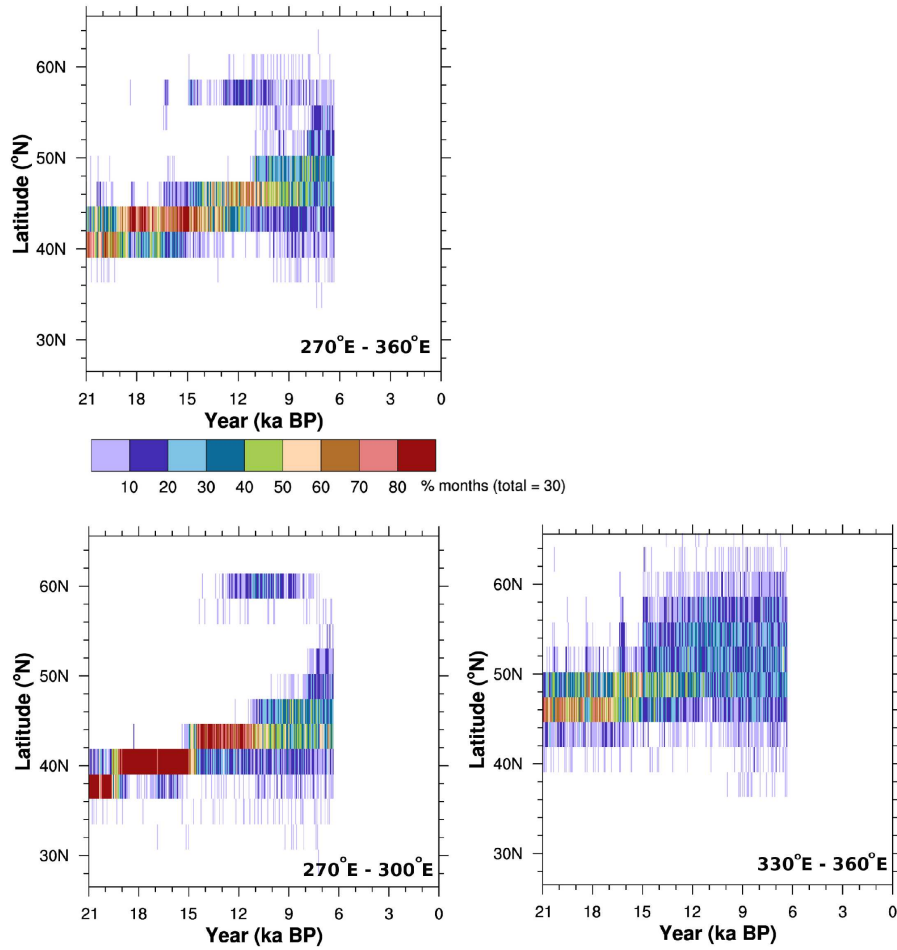 60N
50N
40N
30N
Latitude (°N)
270°E - 360°E
21 18 15 12 9 6 3 0
Year (ka BP)
10 20 30 40 50 60 70 80 % months (total = 30)
60N
50N
40N
30N
Latitude (°N)
270°E - 300°E
21 18 15 12 9 6 3 0
Year (ka BP)
60N
50N
40N
30N
Latitude (°N)
330°E - 360°E
21 18 15 12 9 6 3 0
Year (ka BP)